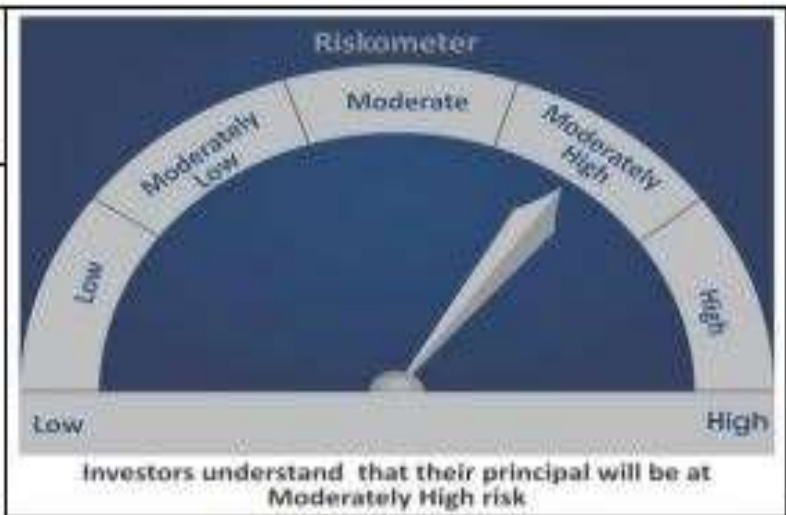 Riskometer
Moderate
Moderately
Low
Moderately
High
Low
High
Low
High
Investors understand that their principal will be at
Moderately High risk